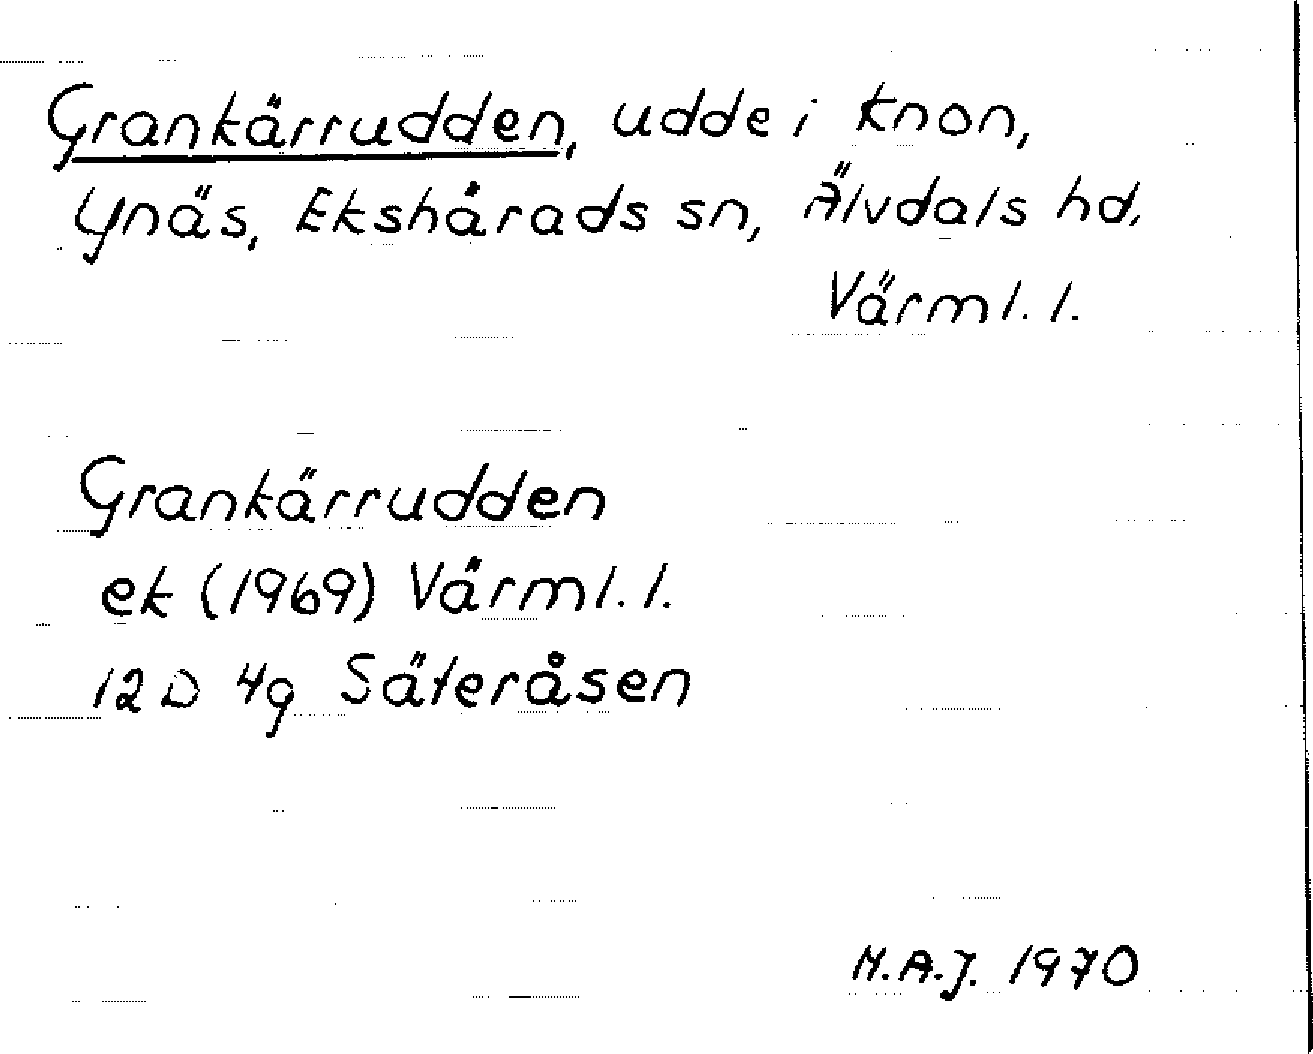 Grankärrudden, udde i Knon,
Ynäs, Ekshärads sn, Älvdals hd,
Värml. l.
Grankärrudden
ek (1969) Värml. l.
12 D 4g Säteråsen
M.A.J. 1970